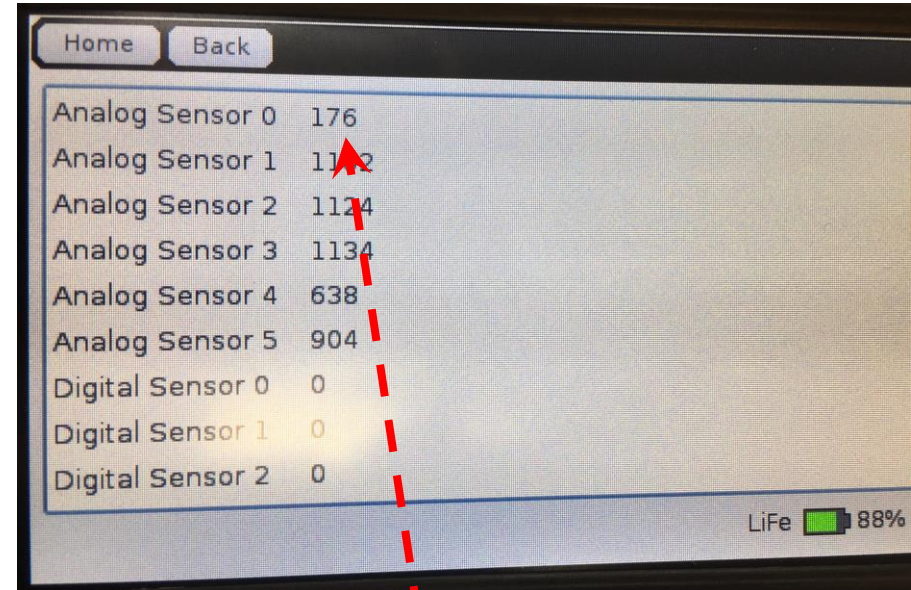 Home Back
Analog Sensor 0 176
Analog Sensor 1
Analog Sensor 2 1124
Analog Sensor 3 1134
Analog Sensor 4 638
Analog Sensor 5 904
Digital Sensor 0 0
Digital Sensor 1 0
Digital Sensor 2 0
LiFe 88%